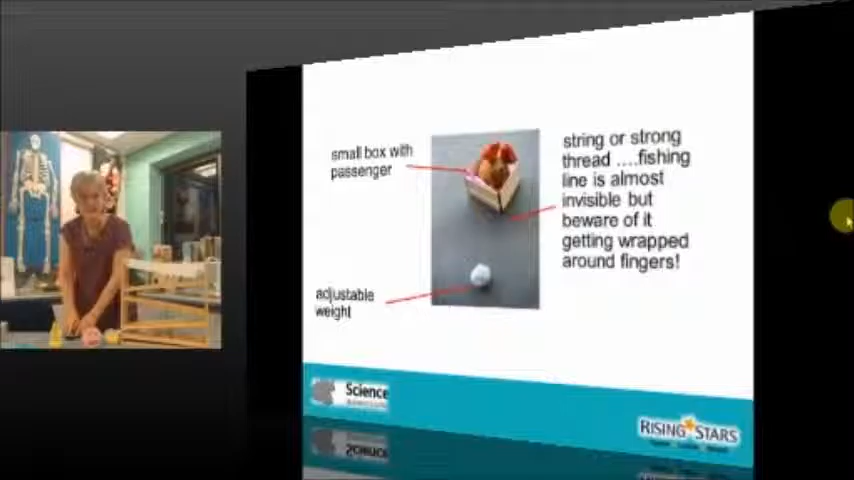 small box with
passenger
string or strong
thread ....fishing
line is almost
invisible but
beware of it
getting wrapped
around fingers!
adjustable
weight
Science
RISING STARS